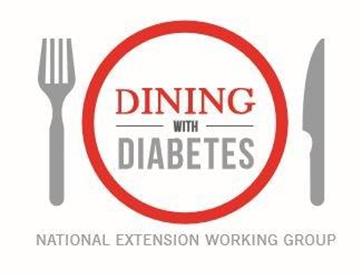 DINING
WITH
DIABETES
NATIONAL EXTENSION WORKING GROUP